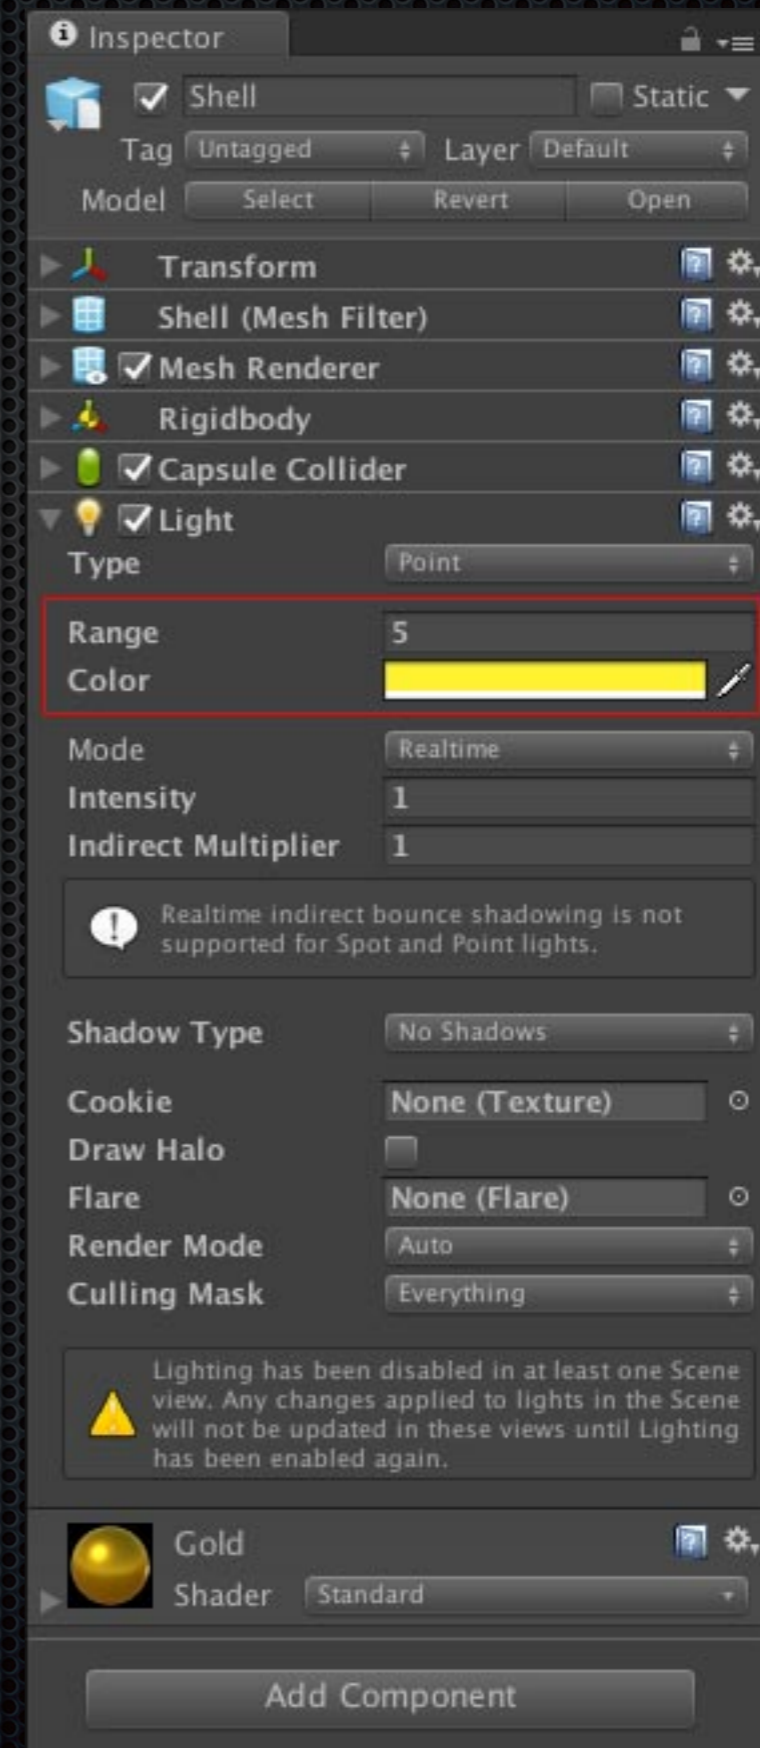 Inspector
Shell Static
Tag Untagged Layer Default
Model Select Revert Open
Transform
Shell (Mesh Filter)
Mesh Renderer
Rigidbody
Capsule Collider
Light
Type Point
Range 5
Color
Mode Realtime
Intensity 1
Indirect Multiplier 1
Realtime indirect bounce shadowing is not
supported for Spot and Point lights.
Shadow Type No Shadows
Cookie None (Texture)
Draw Halo
Flare None (Flare)
Render Mode Auto
Culling Mask Everything
Lighting has been disabled in at least one Scene
view. Any changes applied to lights in the Scene
will not be updated in these views until Lighting
has been enabled again.
Gold
Shader Standard
Add Component